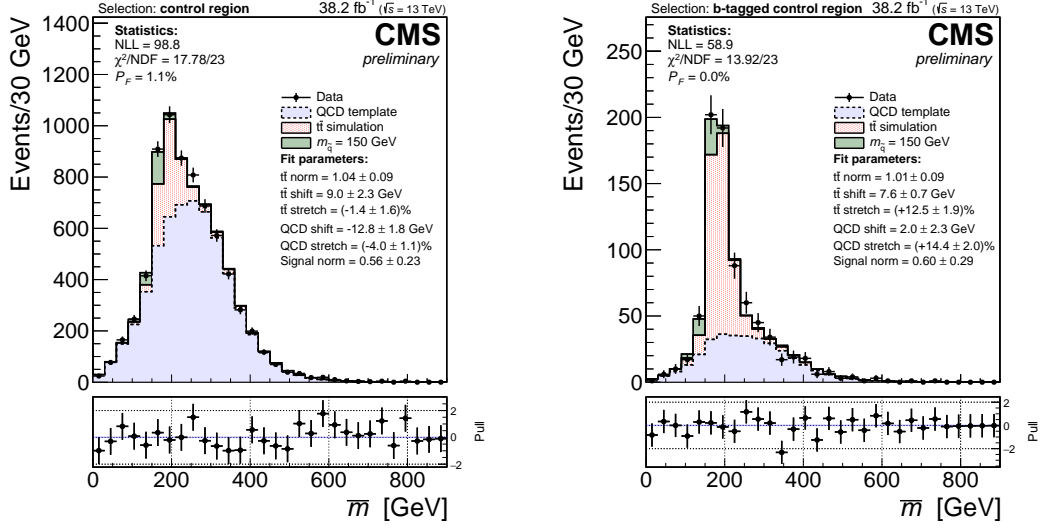 Selection: control region 38.2 fb⁻¹ (√s = 13 TeV)
Statistics:
NLL = 98.8
χ²/NDF = 17.78/23
P_F = 1.1%
CMS
preliminary
Data
QCD template
tt̄ simulation
m_q̃ = 150 GeV
Fit parameters:
tt̄ norm = 1.04 ± 0.09
tt̄ shift = 9.0 ± 2.3 GeV
tt̄ stretch = (-1.4 ± 1.6)%
QCD shift = -12.8 ± 1.8 GeV
QCD stretch = (-4.0 ± 1.1)%
Signal norm = 0.56 ± 0.23
Events/30 GeV
1400
1200
1000
800
600
400
200
0
2
0
−2
Pull
0 200 400 600 800
m̅ [GeV]
Selection: b-tagged control region 38.2 fb⁻¹ (√s = 13 TeV)
Statistics:
NLL = 58.9
χ²/NDF = 13.92/23
P_F = 0.0%
CMS
preliminary
Data
QCD template
tt̄ simulation
m_q̃ = 150 GeV
Fit parameters:
tt̄ norm = 1.01 ± 0.09
tt̄ shift = 7.6 ± 0.7 GeV
tt̄ stretch = (+12.5 ± 1.9)%
QCD shift = 2.0 ± 2.3 GeV
QCD stretch = (+14.4 ± 2.0)%
Signal norm = 0.60 ± 0.29
Events/30 GeV
250
200
150
100
50
0
2
0
−2
Pull
0 200 400 600 800
m̅ [GeV]